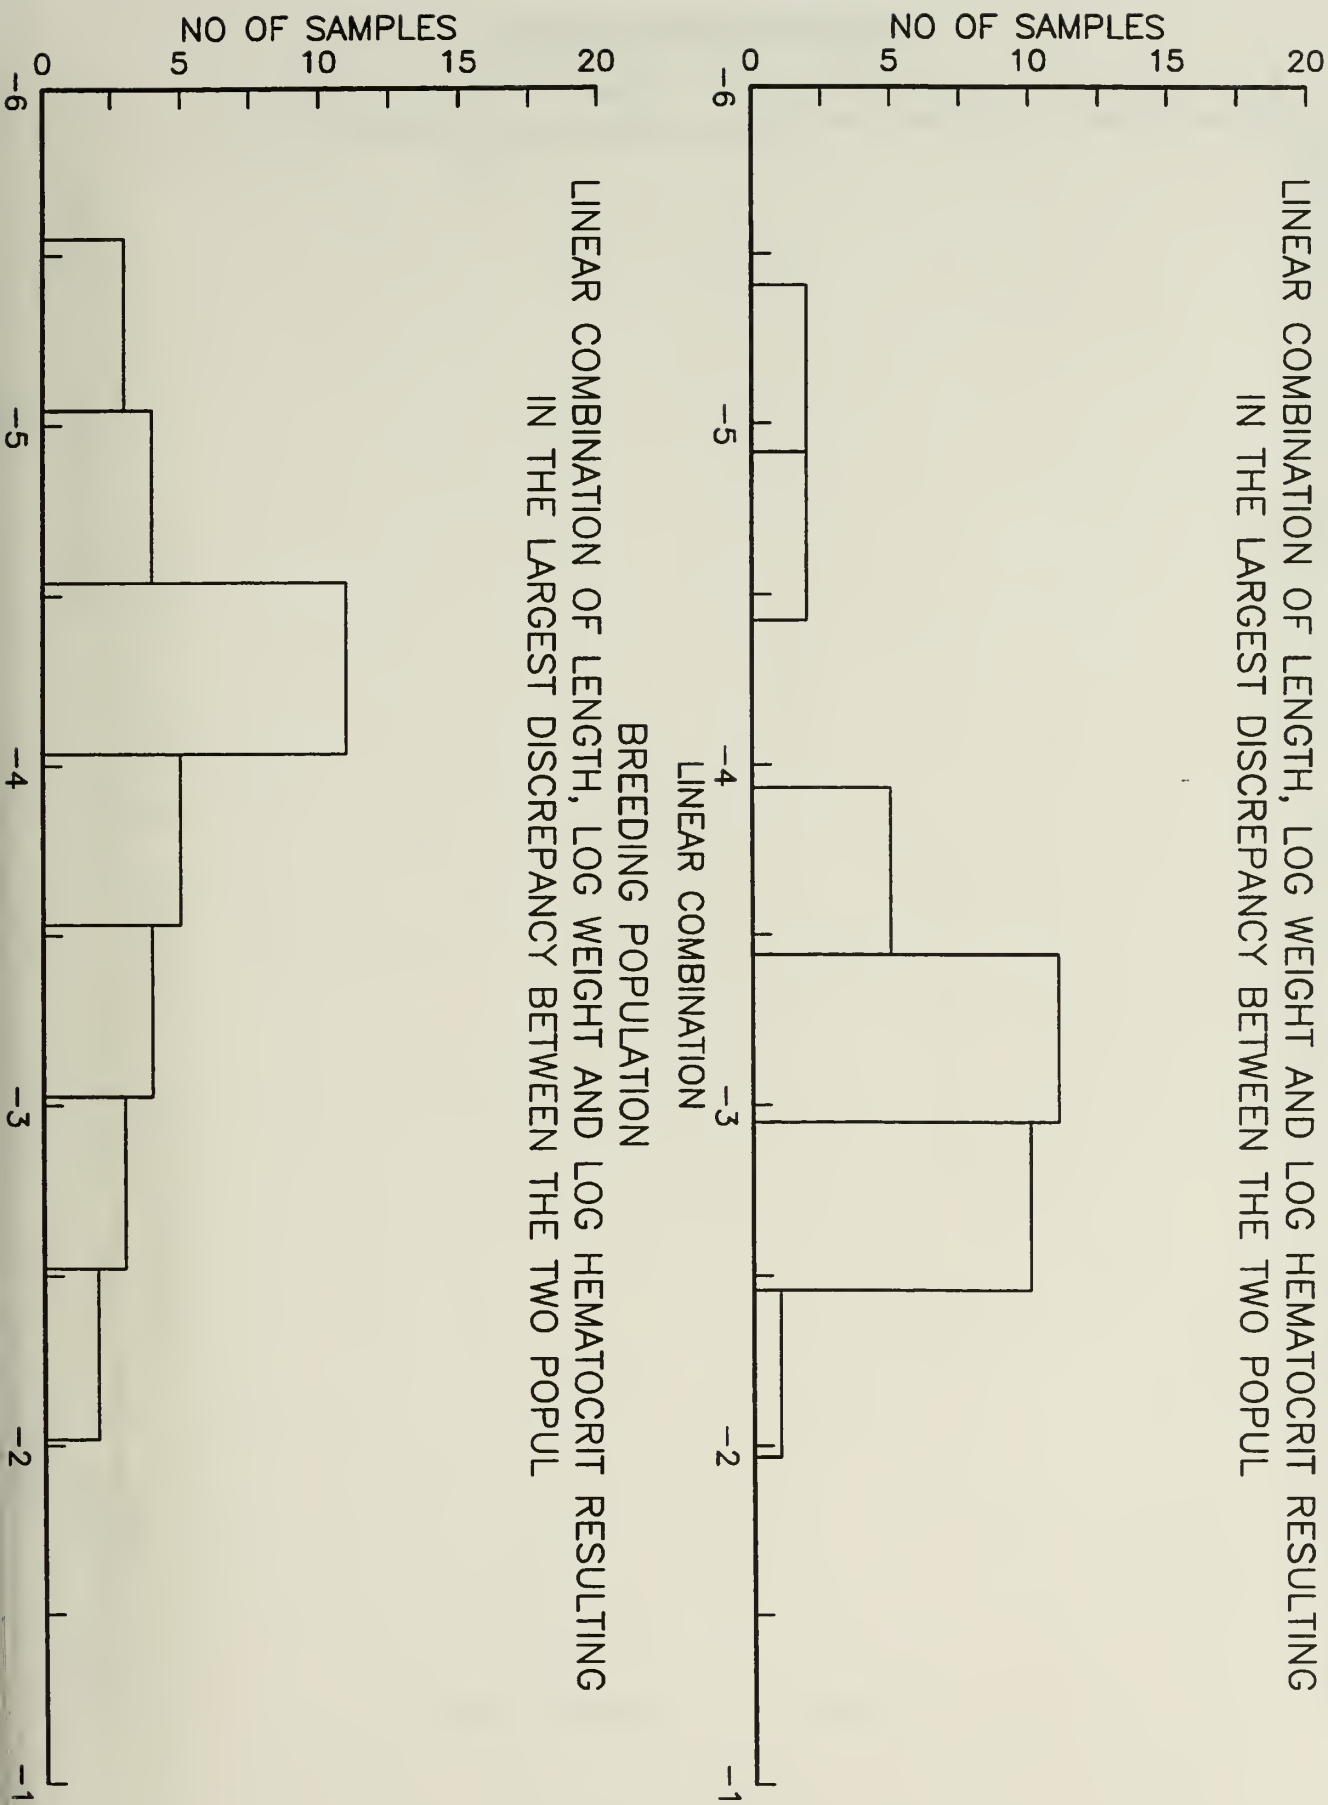 LINEAR COMBINATION OF LENGTH, LOG WEIGHT AND LOG HEMATOCRIT RESULTING
IN THE LARGEST DISCREPANCY BETWEEN THE TWO POPUL
NO OF SAMPLES
0 5 10 15 20
-6 -5 -4 -3 -2 -1
LINEAR COMBINATION
BREEDING POPULATION
LINEAR COMBINATION OF LENGTH, LOG WEIGHT AND LOG HEMATOCRIT RESULTING
IN THE LARGEST DISCREPANCY BETWEEN THE TWO POPUL
NO OF SAMPLES
0 5 10 15 20
-6 -5 -4 -3 -2 -1